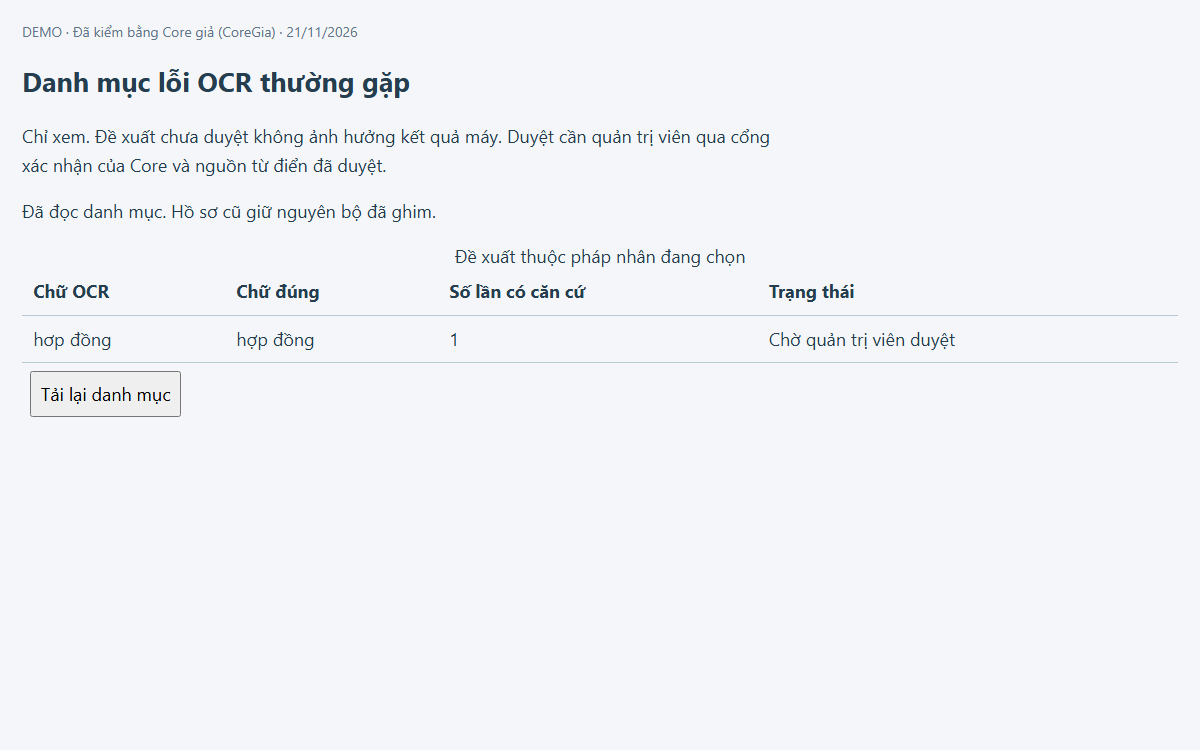 DEMO · Đã kiểm bằng Core giả (CoreGia) · 21/11/2026
Danh mục lỗi OCR thường gặp
Chỉ xem. Đề xuất chưa duyệt không ảnh hưởng kết quả máy. Duyệt cần quản trị viên qua cổng
xác nhận của Core và nguồn từ điển đã duyệt.
Đã đọc danh mục. Hồ sơ cũ giữ nguyên bộ đã ghim.
Đề xuất thuộc pháp nhân đang chọn
Chữ OCR Chữ đúng Số lần có căn cứ Trạng thái
hơp đồng hợp đồng 1 Chờ quản trị viên duyệt
Tải lại danh mục